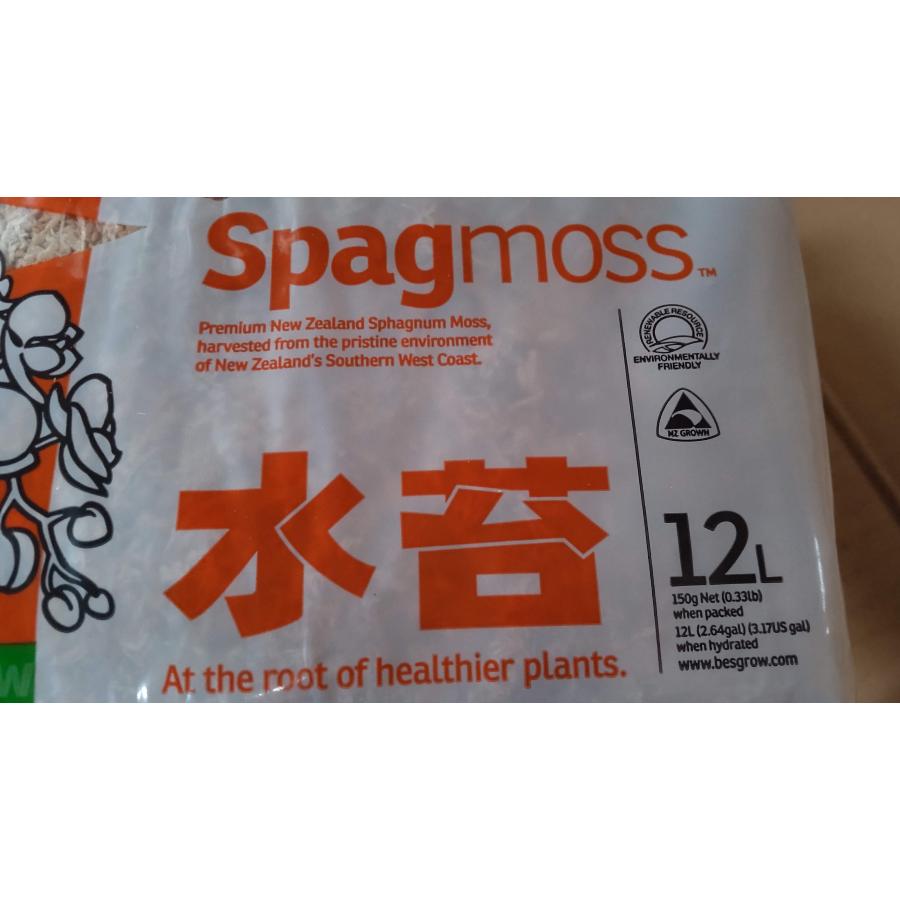 Spagmoss™
Premium New Zealand Sphagnum Moss,
harvested from the pristine environment
of New Zealand's Southern West Coast.
水苔
At the root of healthier plants.
RENEWABLE RESOURCE
ENVIRONMENTALLY
FRIENDLY
NZ GROWN
12L
150g Net (0.33lb)
when packed
12L (2.64gal) (3.17US gal)
when hydrated
www.besgrow.com
W